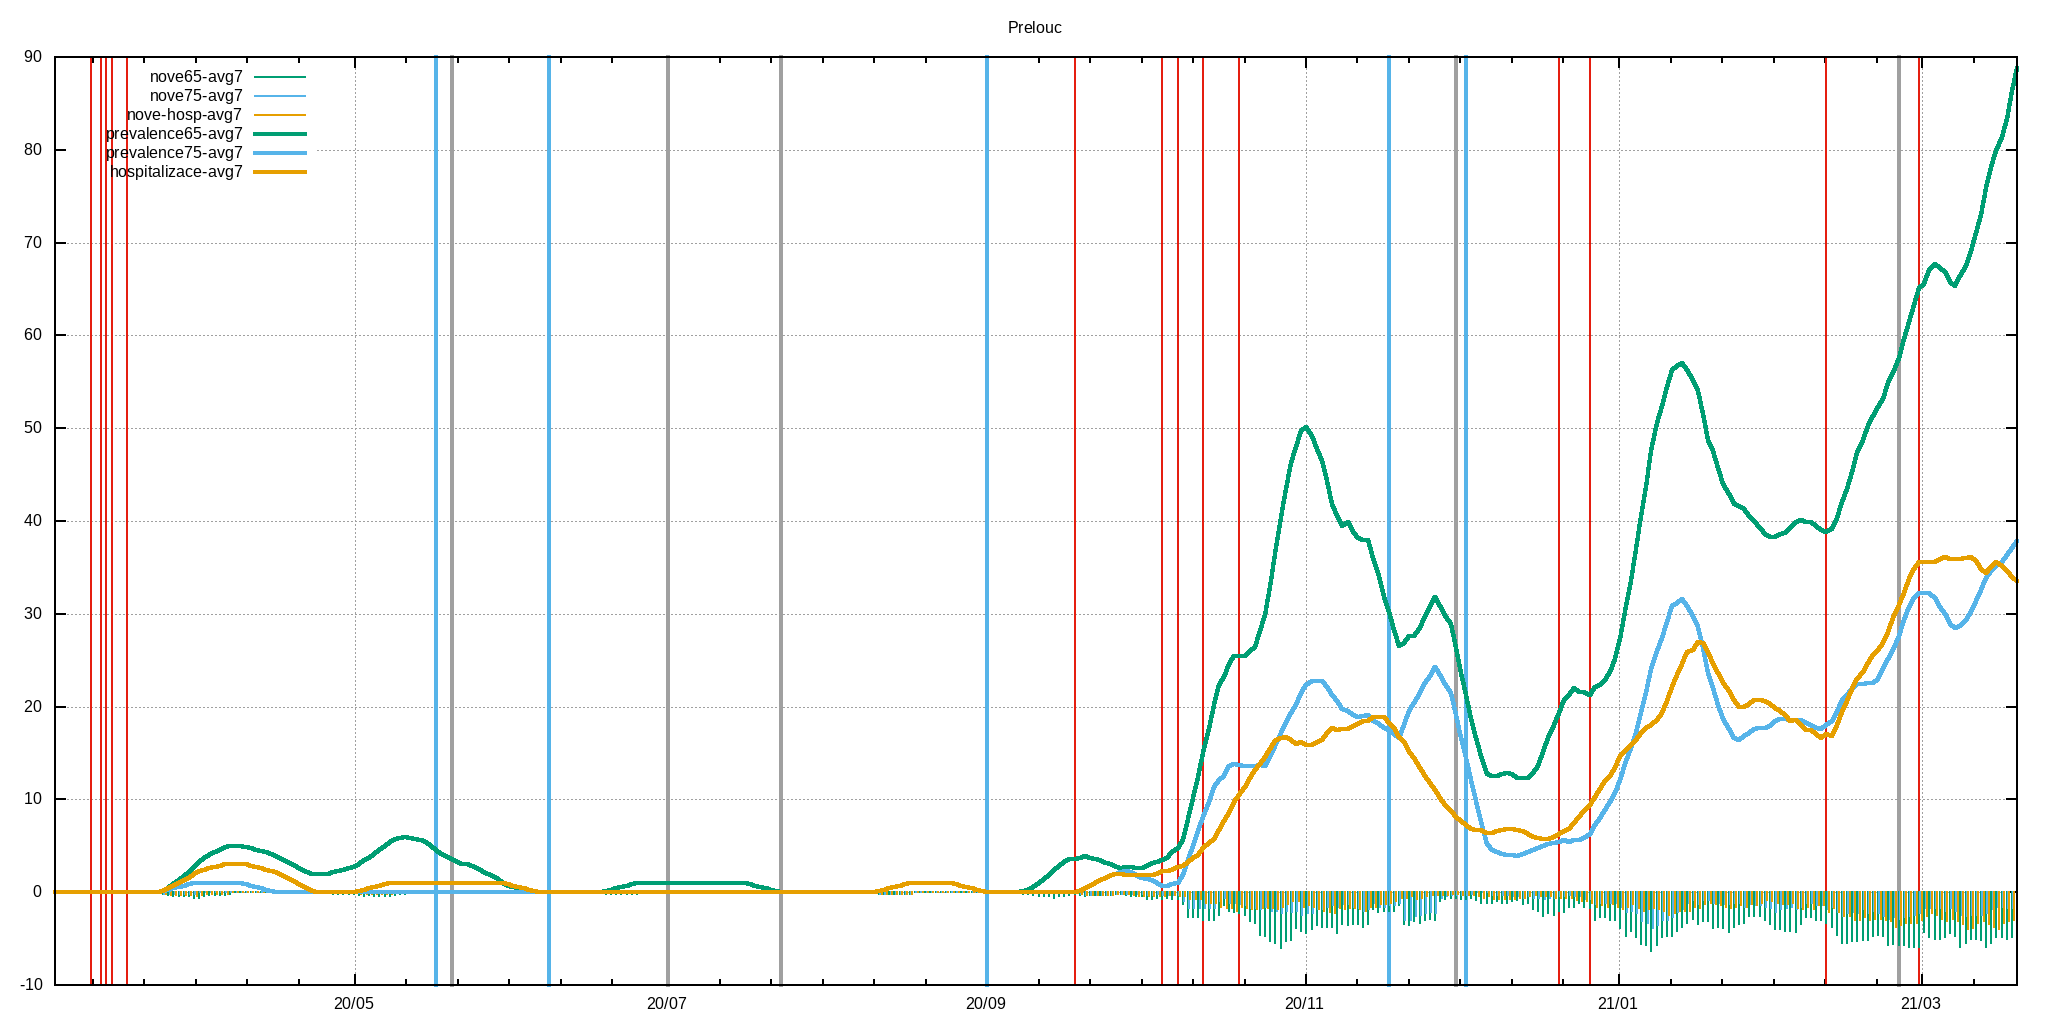 Prelouc
90
80
70
60
50
40
30
20
10
0
-10
nove65-avg7
nove75-avg7
nove-hosp-avg7
prevalence65-avg7
prevalence75-avg7
hospitalizace-avg7
20/05 20/07 20/09 20/11 21/01 21/03